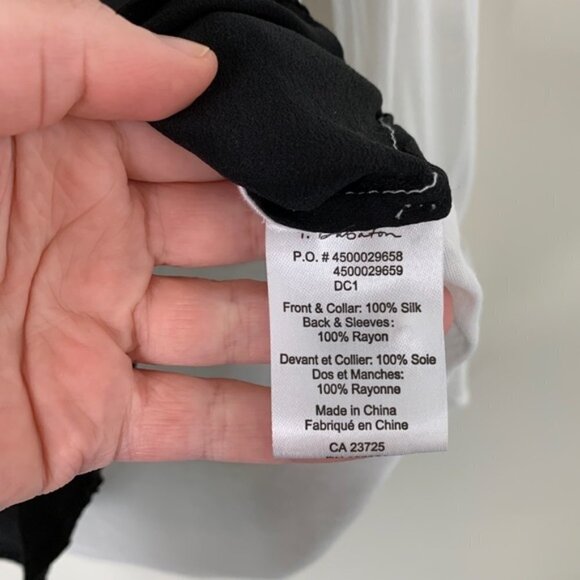 P.O. # 4500029658
4500029659
DC1
Front & Collar: 100% Silk
Back & Sleeves:
100% Rayon
Devant et Collier: 100% Soie
Dos et Manches:
100% Rayonne
Made in China
Fabriqué en Chine
CA 23725